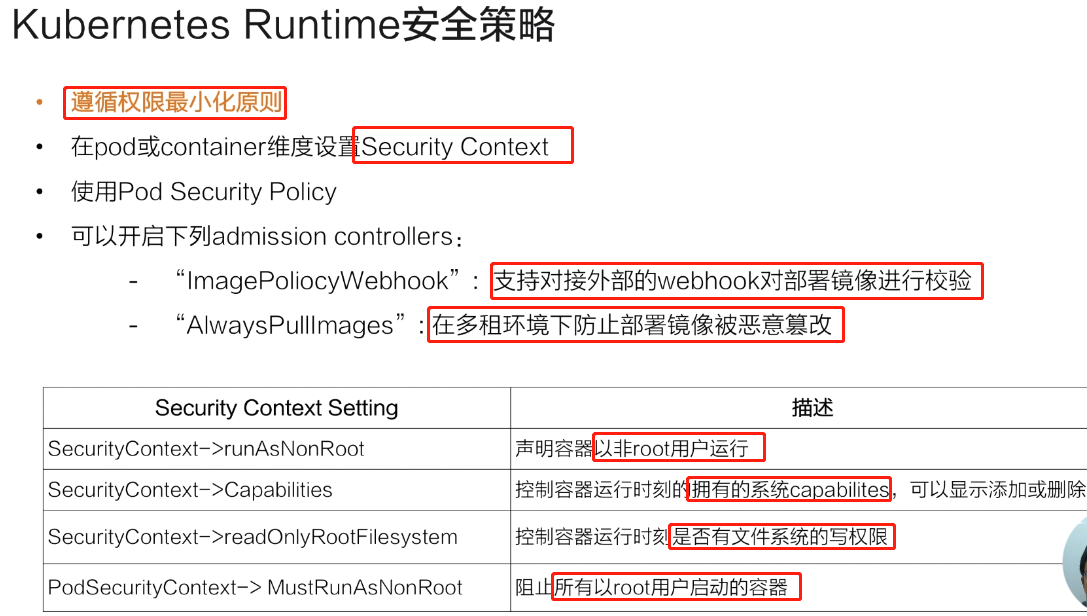 Kubernetes Runtime安全策略
• 遵循权限最小化原则
• 在pod或container维度设置Security Context
• 使用Pod Security Policy
• 可以开启下列admission controllers：
- “ImagePoliocyWebhook”：支持对接外部的webhook对部署镜像进行校验
- “AlwaysPullImages”：在多租环境下防止部署镜像被恶意篡改
Security Context Setting 描述
SecurityContext->runAsNonRoot 声明容器以非root用户运行
SecurityContext->Capabilities 控制容器运行时刻的拥有的系统capabilites，可以显示添加或删除
SecurityContext->readOnlyRootFilesystem 控制容器运行时刻是否有文件系统的写权限
PodSecurityContext-> MustRunAsNonRoot 阻止所有以root用户启动的容器